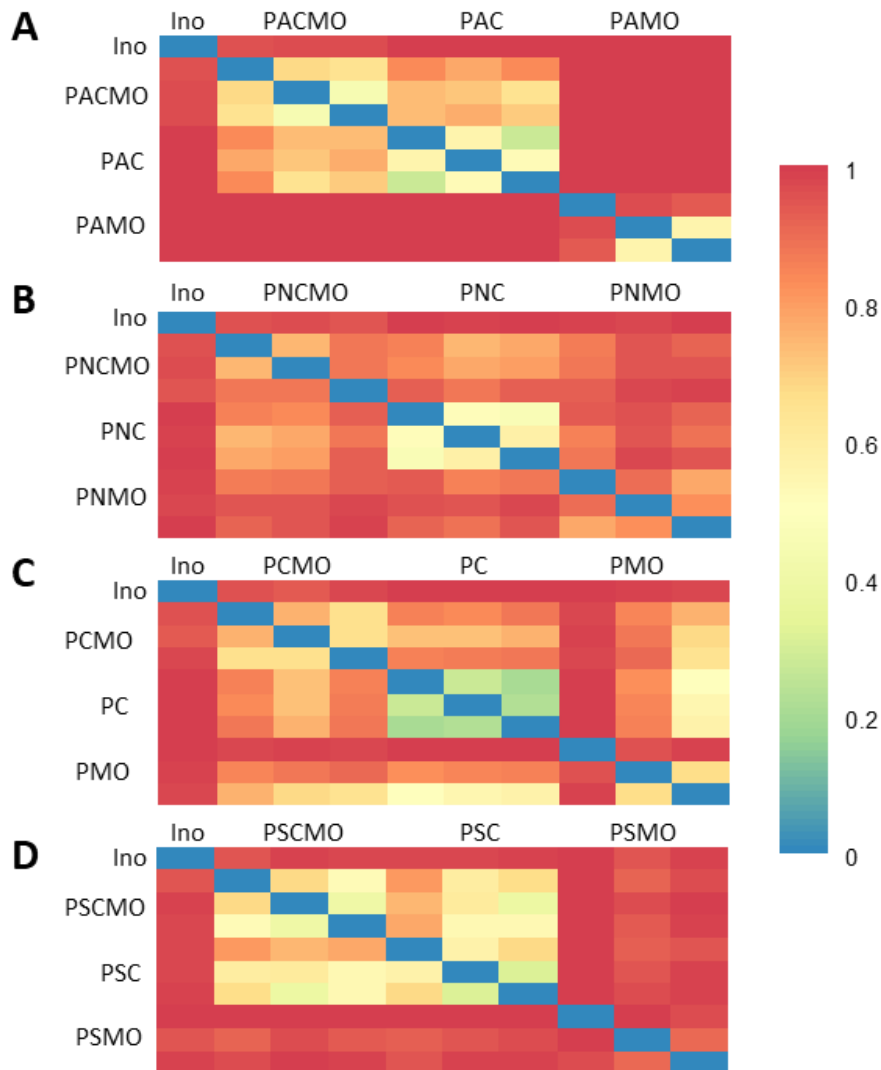 A
Ino PACMO PAC PAMO
Ino
PACMO
PAC
PAMO
B
Ino PNCMO PNC PNMO
Ino
PNCMO
PNC
PNMO
C
Ino PCMO PC PMO
Ino
PCMO
PC
PMO
D
Ino PSCMO PSC PSMO
Ino
PSCMO
PSC
PSMO
1
0.8
0.6
0.4
0.2
0